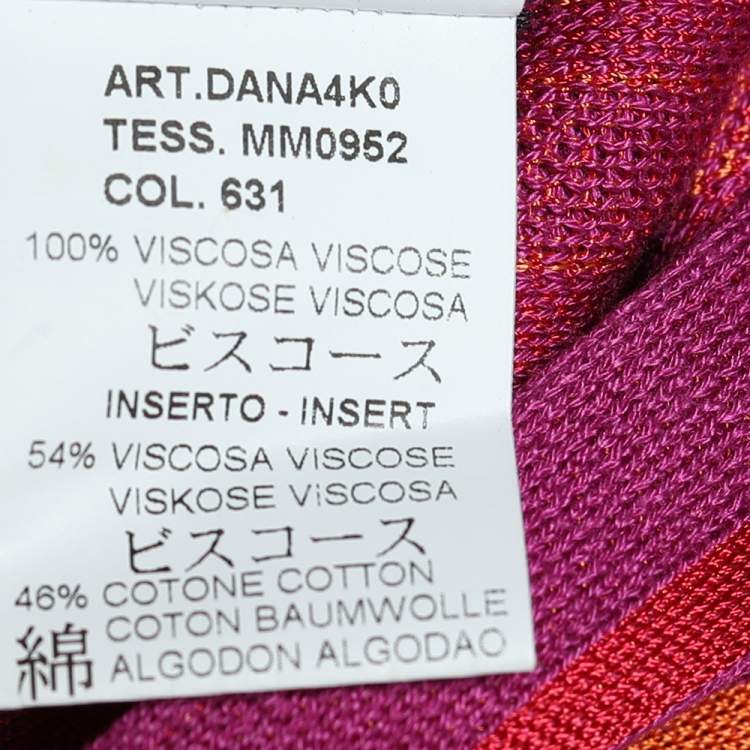 ART.DANA4K0
TESS. MM0952
COL. 631
100% VISCOSA VISCOSE
VISKOSE VISCOSA
ビスコース
INSERTO - INSERT
54% VISCOSA VISCOSE
VISKOSE VISCOSA
ビスコース
46% COTONE COTTON
COTON BAUMWOLLE
綿 ALGODON ALGODAO